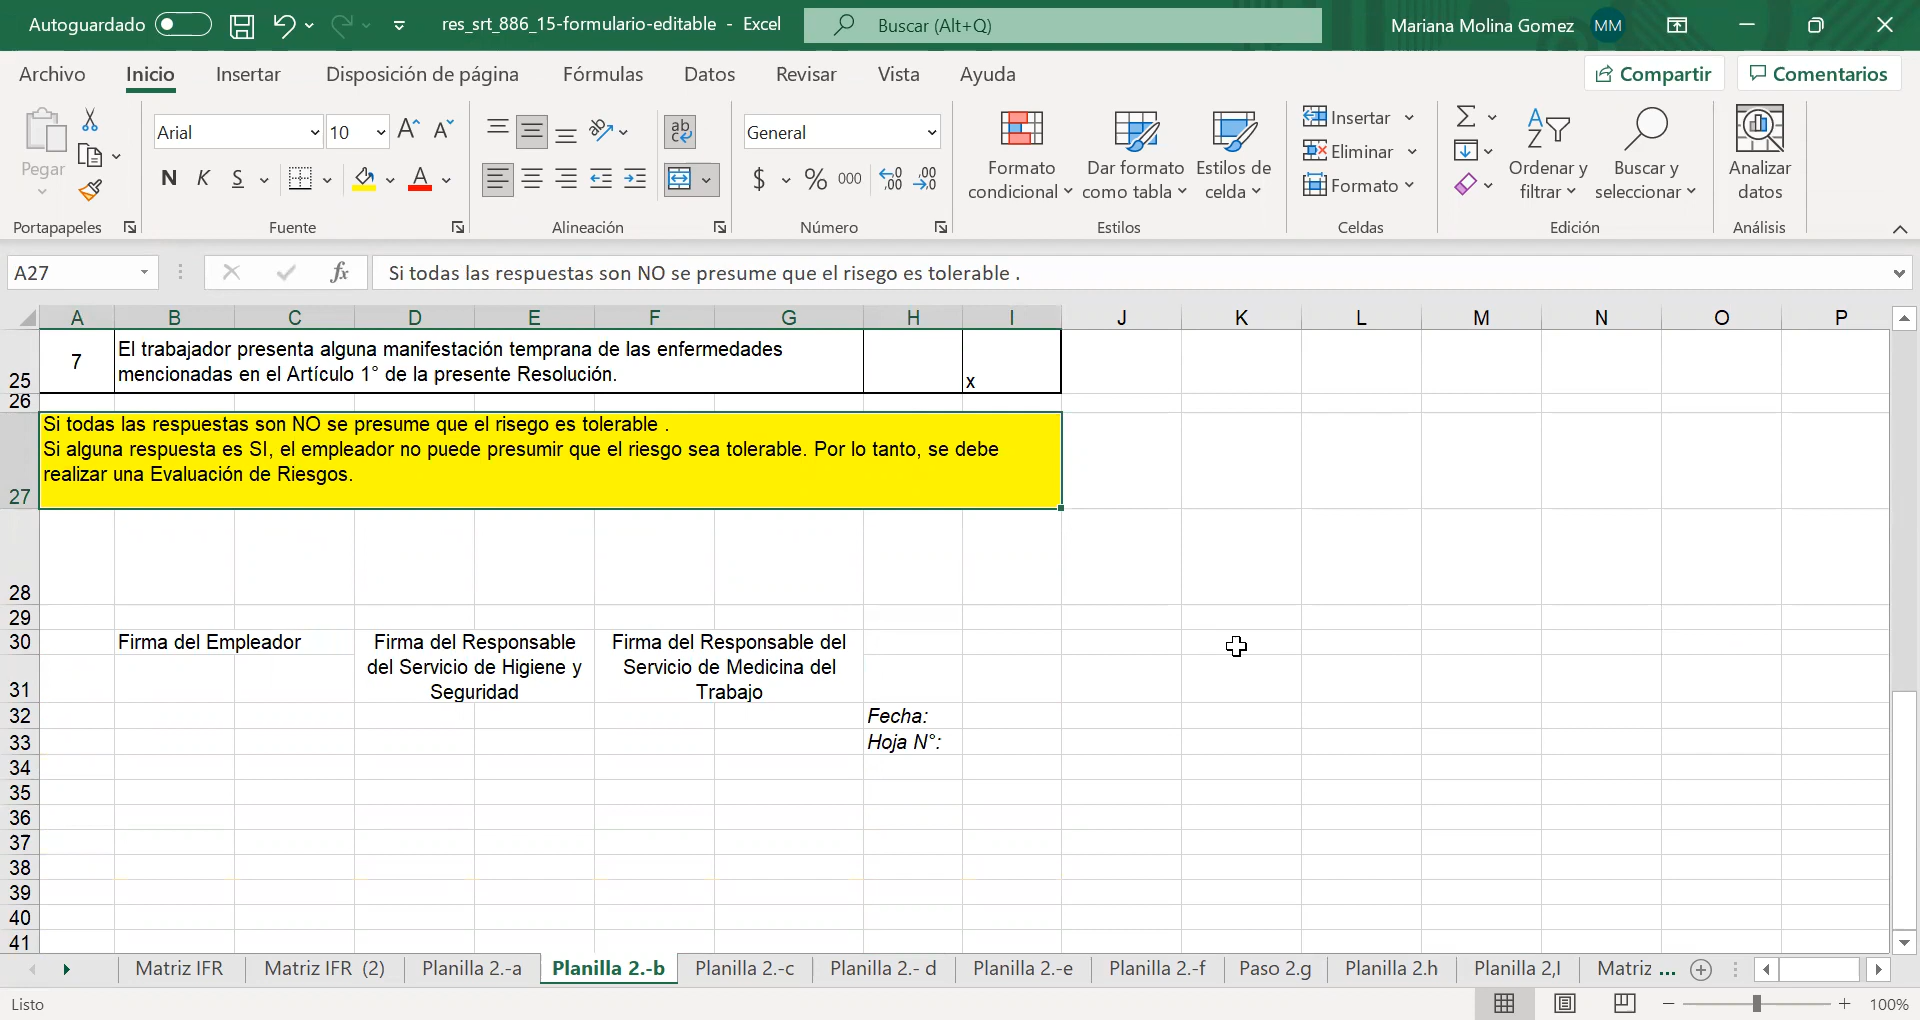 Autoguardado
res_srt_886_15-formulario-editable - Excel
Buscar (Alt+Q)
Mariana Molina Gomez MM
Archivo Inicio Insertar Disposición de página Fórmulas Datos Revisar Vista Ayuda
Compartir Comentarios
Pegar
Arial 10
N K S
General
$ % 000
Formato condicional
Dar formato como tabla
Estilos de celda
Insertar
Eliminar
Formato
Ordenar y filtrar
Buscar y seleccionar
Analizar datos
Portapapeles Fuente Alineación Número Estilos Celdas Edición Análisis
A27
fx
Si todas las respuestas son NO se presume que el risego es tolerable .
A B C D E F G H I J K L M N O P
25 7 El trabajador presenta alguna manifestación temprana de las enfermedades
mencionadas en el Artículo 1° de la presente Resolución. x
26
27
Si todas las respuestas son NO se presume que el risego es tolerable .
Si alguna respuesta es SI, el empleador no puede presumir que el riesgo sea tolerable. Por lo tanto, se debe
realizar una Evaluación de Riesgos.
28
29
30 Firma del Empleador
Firma del Responsable
del Servicio de Higiene y
Seguridad
Firma del Responsable del
Servicio de Medicina del
Trabajo
31
32 Fecha:
33 Hoja N°:
34
35
36
37
38
39
40
41
Matriz IFR Matriz IFR (2) Planilla 2.-a Planilla 2.-b Planilla 2.-c Planilla 2.- d Planilla 2.-e Planilla 2.-f Paso 2.g Planilla 2.h Planilla 2,I Matriz ...
Listo
100%